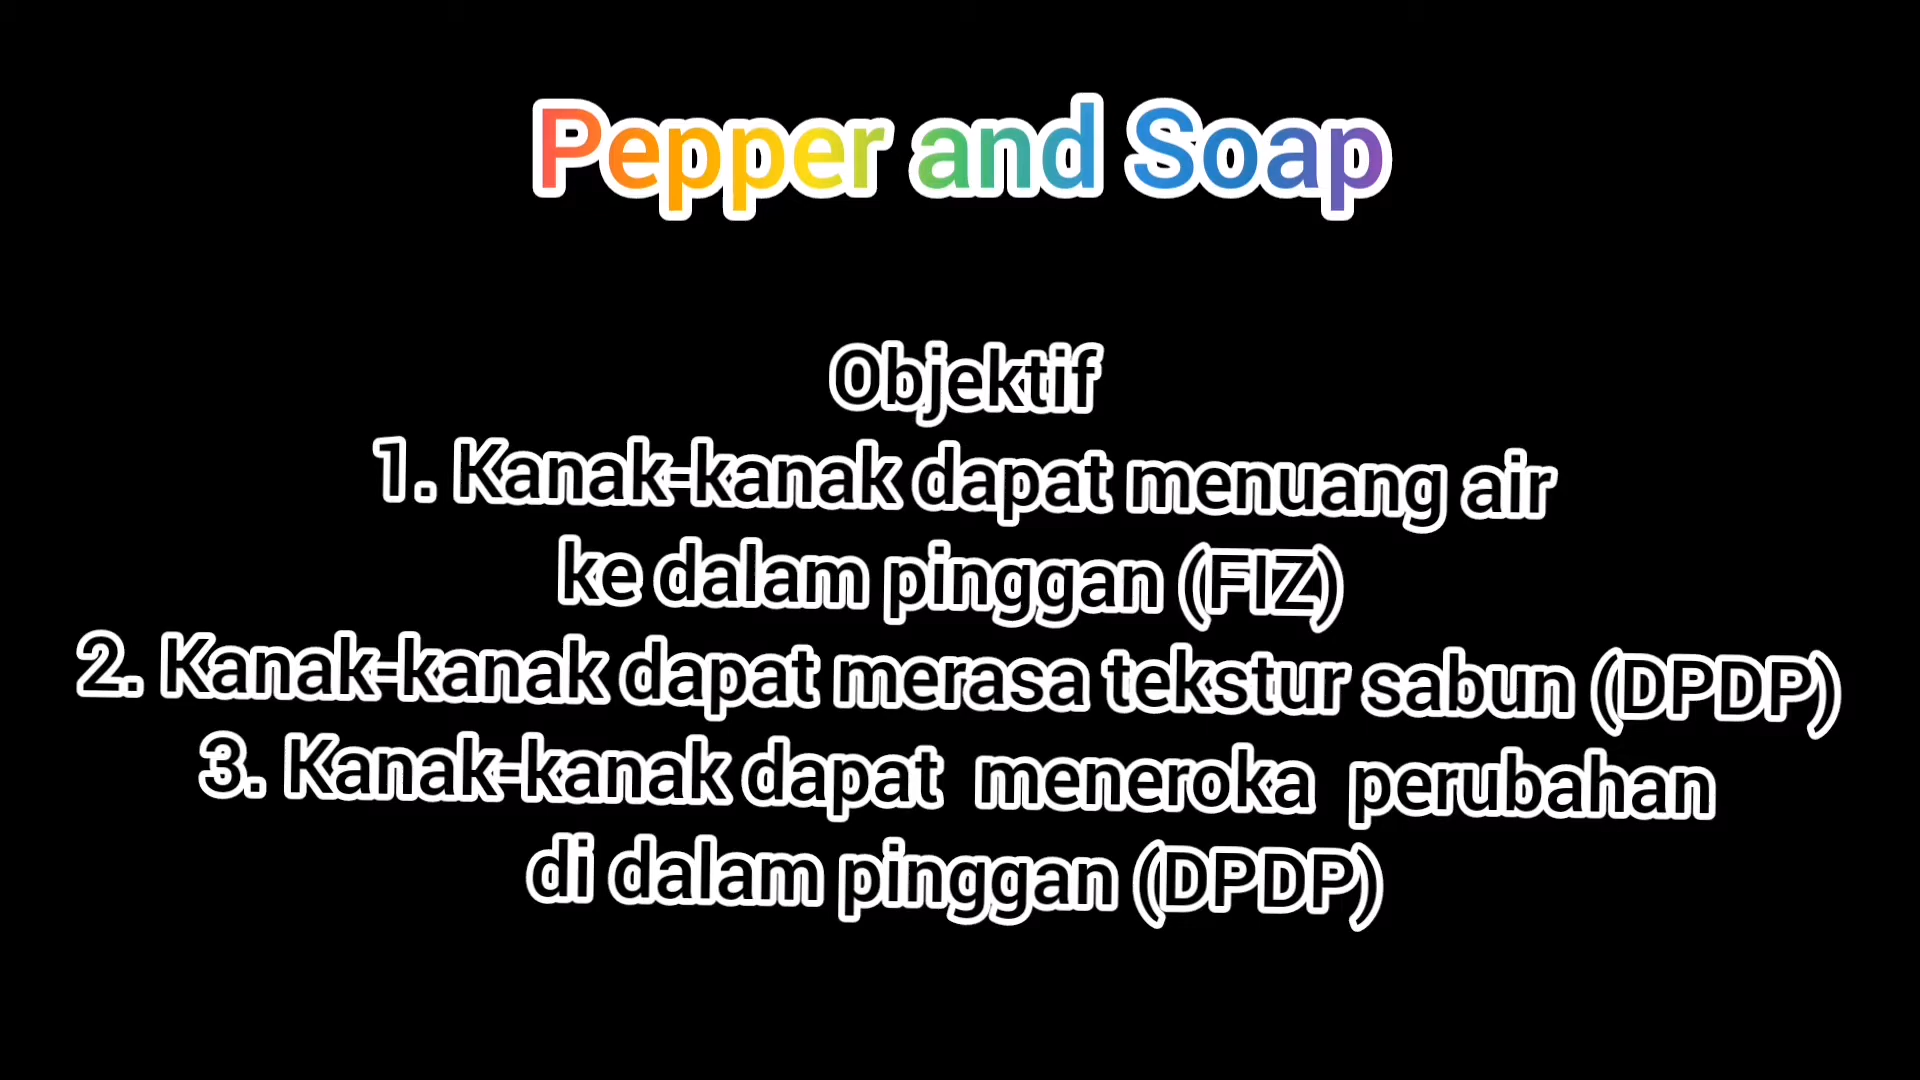 Pepper and Soap
Objektif
1. Kanak-kanak dapat menuang air
ke dalam pinggan (FIZ)
2. Kanak-kanak dapat merasa tekstur sabun (DPDP)
3. Kanak-kanak dapat meneroka perubahan
di dalam pinggan (DPDP)